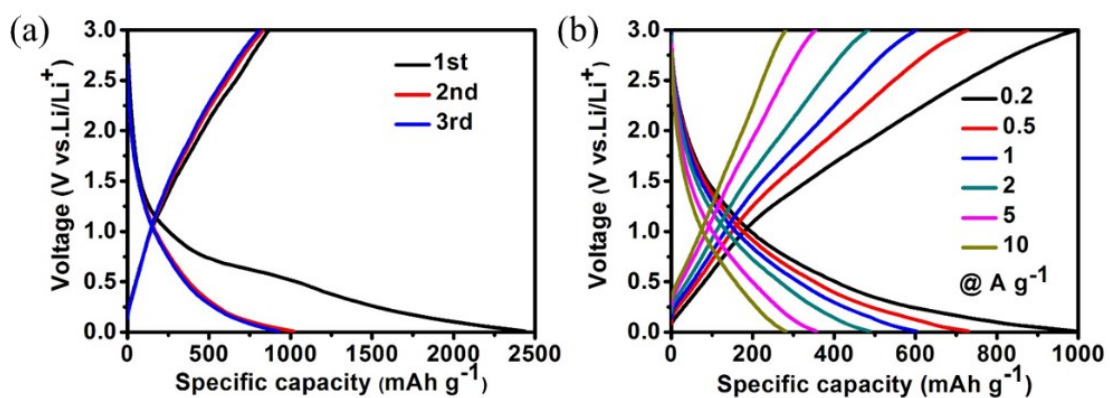 (a)
3.0
2.5
2.0
1.5
1.0
0.5
0.0
Voltage (V vs.Li/Li⁺)
1st
2nd
3rd
0 500 1000 1500 2000 2500
Specific capacity (mAh g⁻¹)
(b)
3.0
2.5
2.0
1.5
1.0
0.5
0.0
Voltage (V vs.Li/Li⁺)
0.2
0.5
1
2
5
10
@ A g⁻¹
0 200 400 600 800 1000
Specific capacity (mAh g⁻¹)